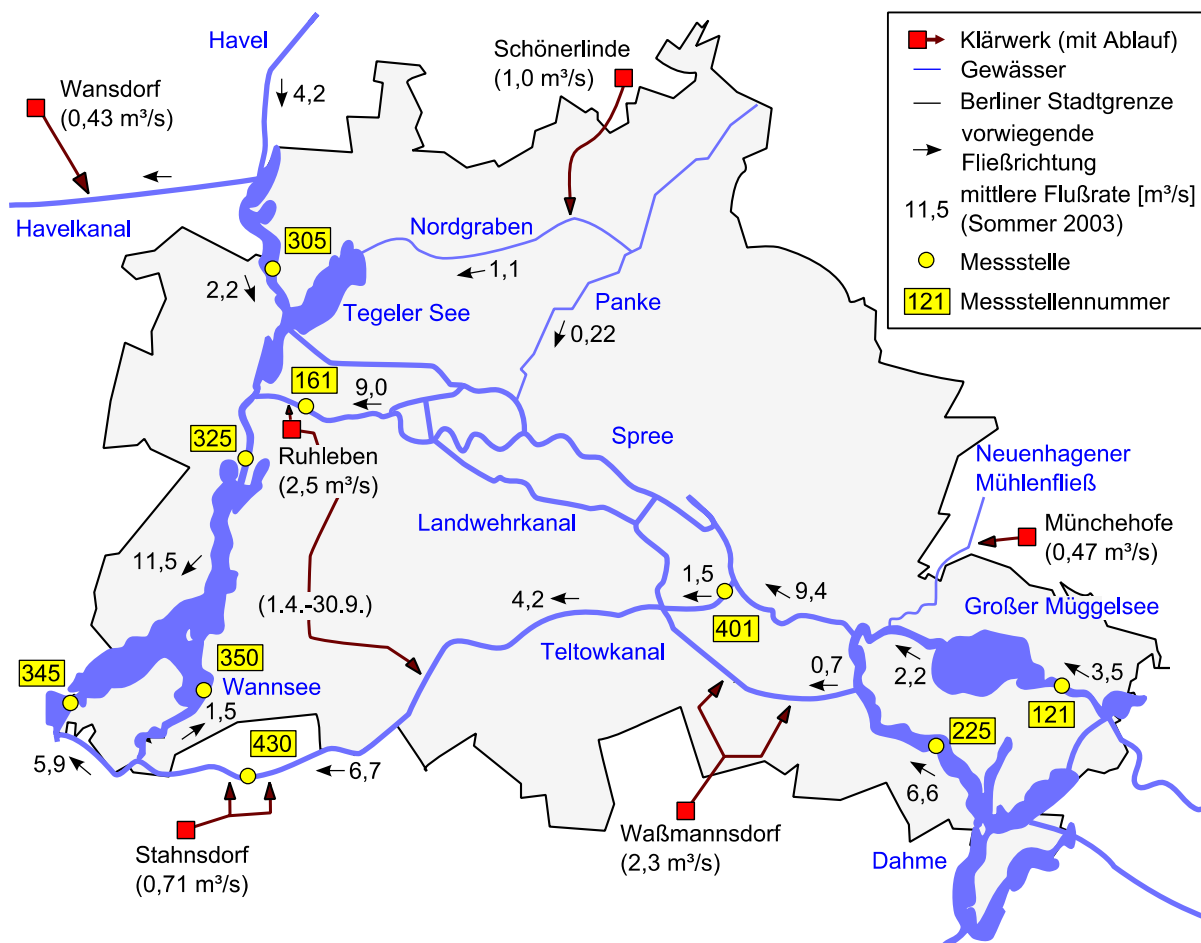 Havel
4,2
Wansdorf
(0,43 m³/s)
Schönerlinde
(1,0 m³/s)
Klärwerk (mit Ablauf)
Gewässer
Berliner Stadtgrenze
vorwiegende
Fließrichtung
11,5
mittlere Flußrate [m³/s]
(Sommer 2003)
Messstelle
121
Messstellennummer
Havelkanal
305
Nordgraben
1,1
2,2
Tegeler See
Panke
0,22
161
9,0
325
Ruhleben
(2,5 m³/s)
Spree
Neuenhagener
Mühlenfließ
Landwehrkanal
Münchehofe
(0,47 m³/s)
11,5
(1.4.-30.9.)
4,2
1,5
9,4
401
Großer Müggelsee
Teltowkanal
0,7
2,2
3,5
121
345
350
Wannsee
1,5
430
225
5,9
6,7
6,6
Stahnsdorf
(0,71 m³/s)
Waßmannsdorf
(2,3 m³/s)
Dahme